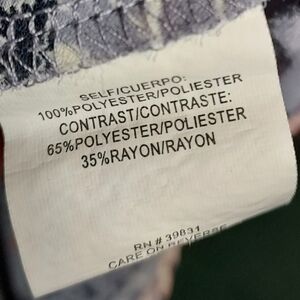 SELF/CUERPO:
100%POLYESTER/POLIESTER
CONTRAST/CONTRASTE:
65%POLYESTER/POLIESTER
35%RAYON/RAYON
RN # 39831
CARE ON REVERSE